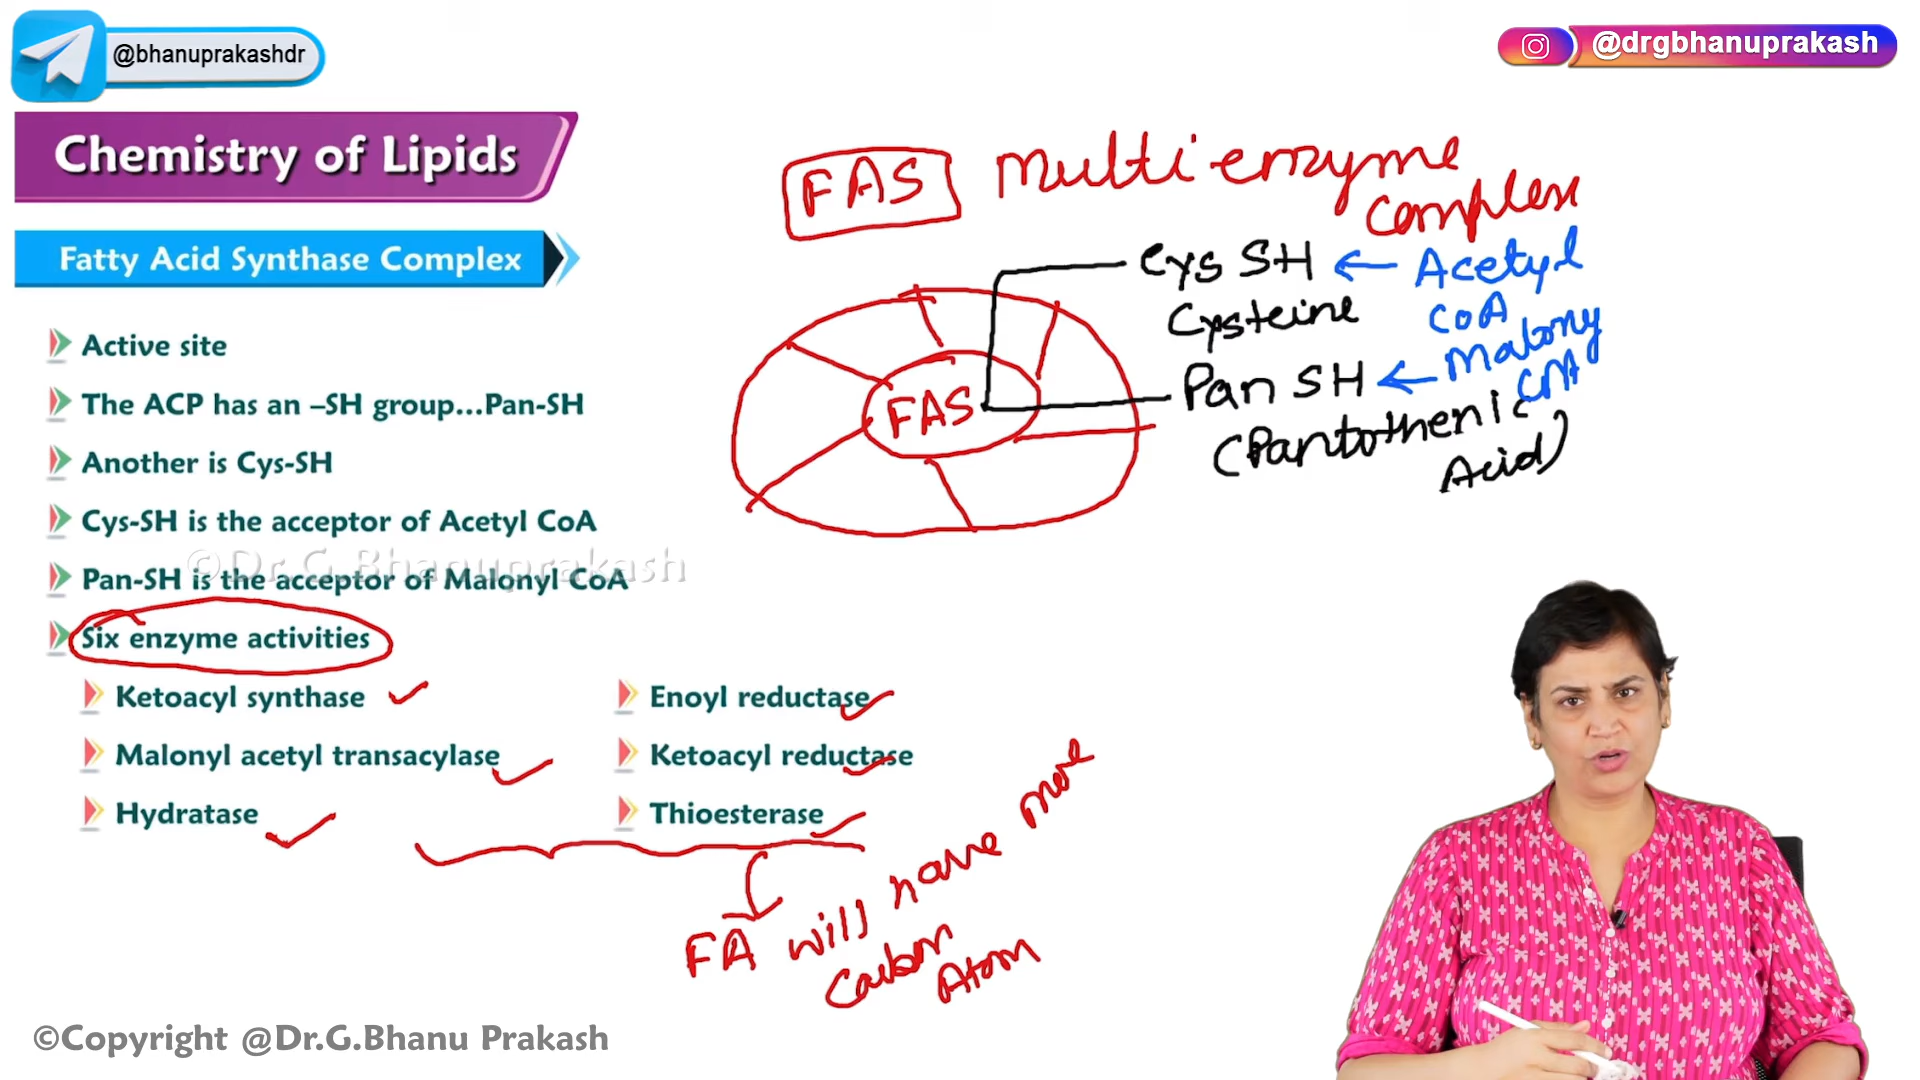 @bhanuprakashdr
@drgbhanuprakash
Chemistry of Lipids
Fatty Acid Synthase Complex
Active site
The ACP has an –SH group...Pan-SH
Another is Cys-SH
Cys-SH is the acceptor of Acetyl CoA
©Dr.G.Bhanuprakash
Pan-SH is the acceptor of Malonyl CoA
Six enzyme activities
Ketoacyl synthase
Malonyl acetyl transacylase
Hydratase
Enoyl reductase
Ketoacyl reductase
Thioesterase
FA will have more
Carbon
Atom
FAS Multi enzyme
Complex
Cys SH ← Acetyl
CoA
Cysteine
Pan SH ← Malony
CoA
(Pantothenic
Acid)
FAS
©Copyright @Dr.G.Bhanu Prakash